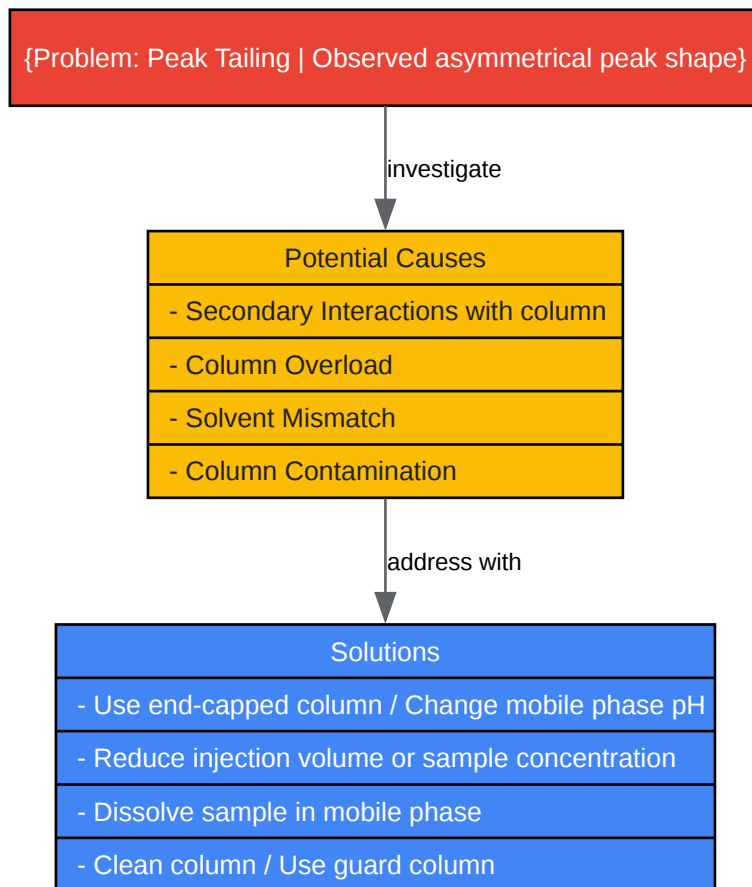 {Problem: Peak Tailing | Observed asymmetrical peak shape}
investigate
Potential Causes
- Secondary Interactions with column
- Column Overload
- Solvent Mismatch
- Column Contamination
address with
Solutions
- Use end-capped column / Change mobile phase pH
- Reduce injection volume or sample concentration
- Dissolve sample in mobile phase
- Clean column / Use guard column